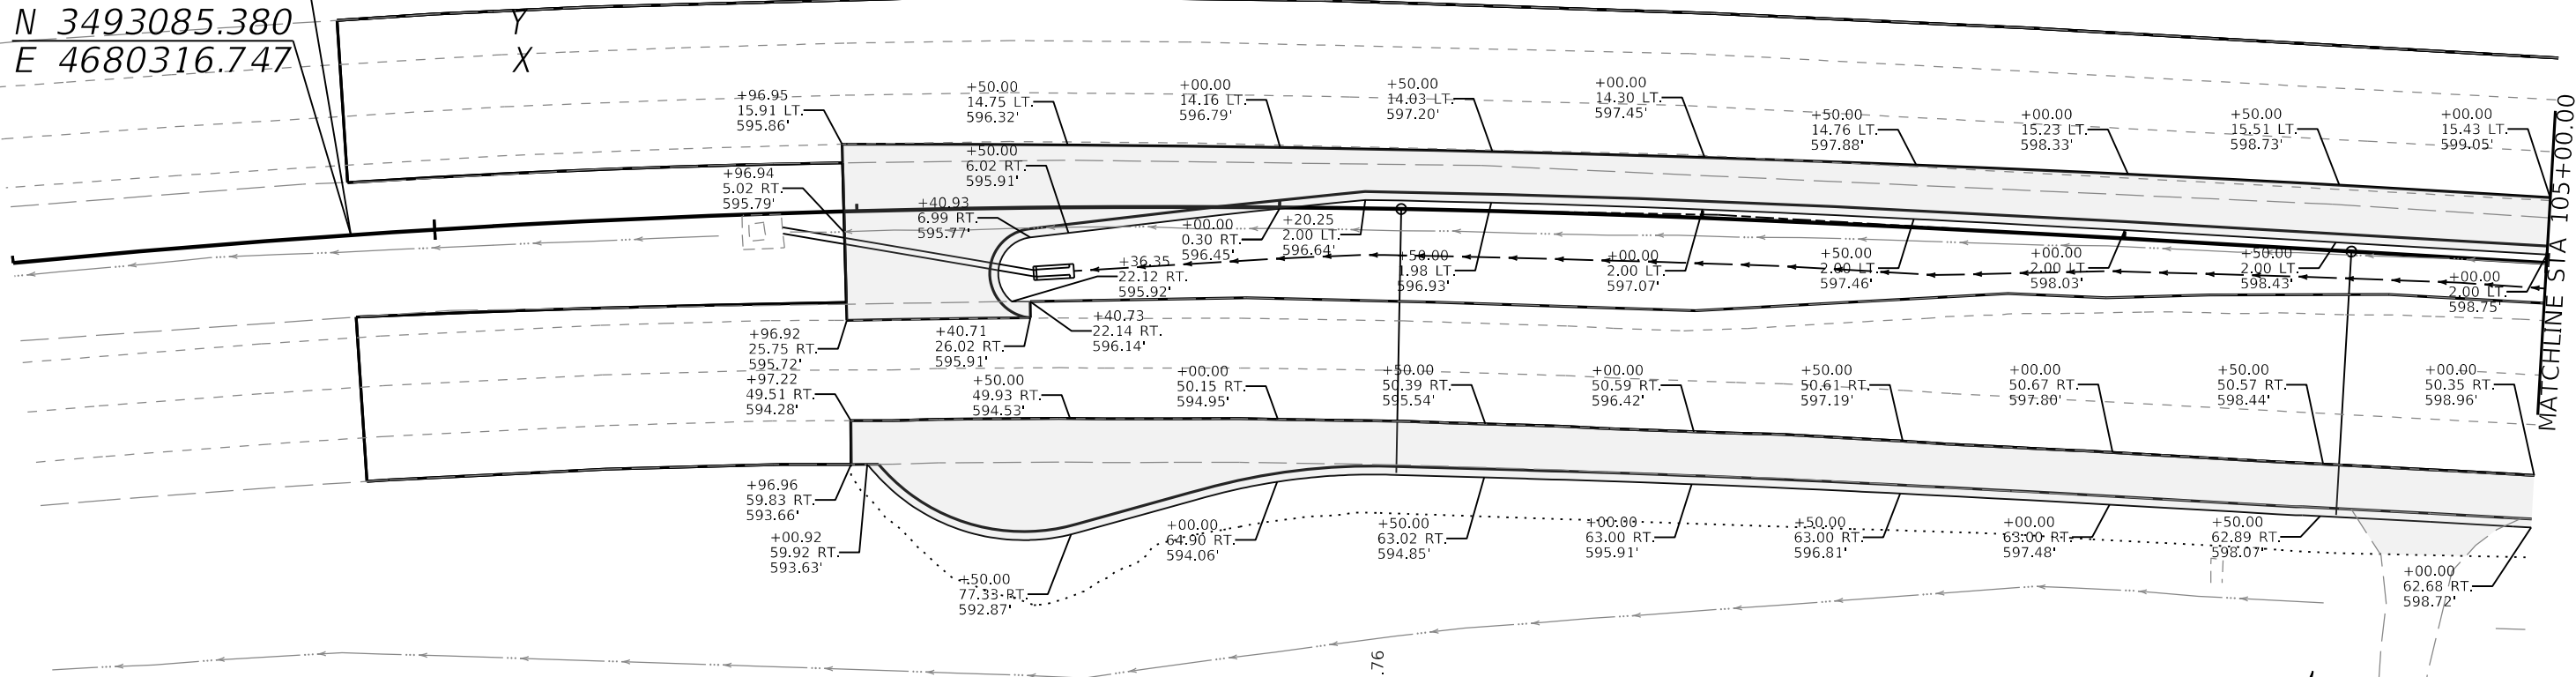 N 3493085.380
E 4680316.747
Y
X
+96.95
15.91 LT.
595.86'
+50.00
14.75 LT.
596.32'
+00.00
14.16 LT.
596.79'
+50.00
14.03 LT.
597.20'
+00.00
14.30 LT.
597.45'
+50.00
14.76 LT.
597.88'
+00.00
15.23 LT.
598.33'
+50.00
15.51 LT.
598.73'
+00.00
15.43 LT.
599.05'
MATCHLINE STA 105+00.00
+96.94
5.02 RT.
595.79'
+50.00
6.02 RT.
595.91'
+40.93
6.99 RT.
595.77'
+00.00
0.30 RT.
596.45'
+20.25
2.00 LT.
596.64'
+36.35
22.12 RT.
595.92'
+50.00
1.98 LT.
596.93'
+00.00
2.00 LT.
597.07'
+50.00
2.00 LT.
597.46'
+00.00
2.00 LT.
598.03'
+50.00
2.00 LT.
598.43'
+00.00
2.00 LT.
598.75'
+96.92
25.75 RT.
595.72'
+40.71
26.02 RT.
595.91'
+40.73
22.14 RT.
596.14'
+97.22
49.51 RT.
594.28'
+50.00
49.93 RT.
594.53'
+00.00
50.15 RT.
594.95'
+50.00
50.39 RT.
595.54'
+00.00
50.59 RT.
596.42'
+50.00
50.61 RT.
597.19'
+00.00
50.67 RT.
597.80'
+50.00
50.57 RT.
598.44'
+00.00
50.35 RT.
598.96'
+96.96
59.83 RT.
593.66'
+00.92
59.92 RT.
593.63'
+50.00
77.33 RT.
592.87'
+00.00
64.90 RT.
594.06'
+50.00
63.02 RT.
594.85'
+00.00
63.00 RT.
595.91'
+50.00
63.00 RT.
596.81'
+00.00
63.00 RT.
597.48'
+50.00
62.89 RT.
598.07'
+00.00
62.68 RT.
598.72'
.76